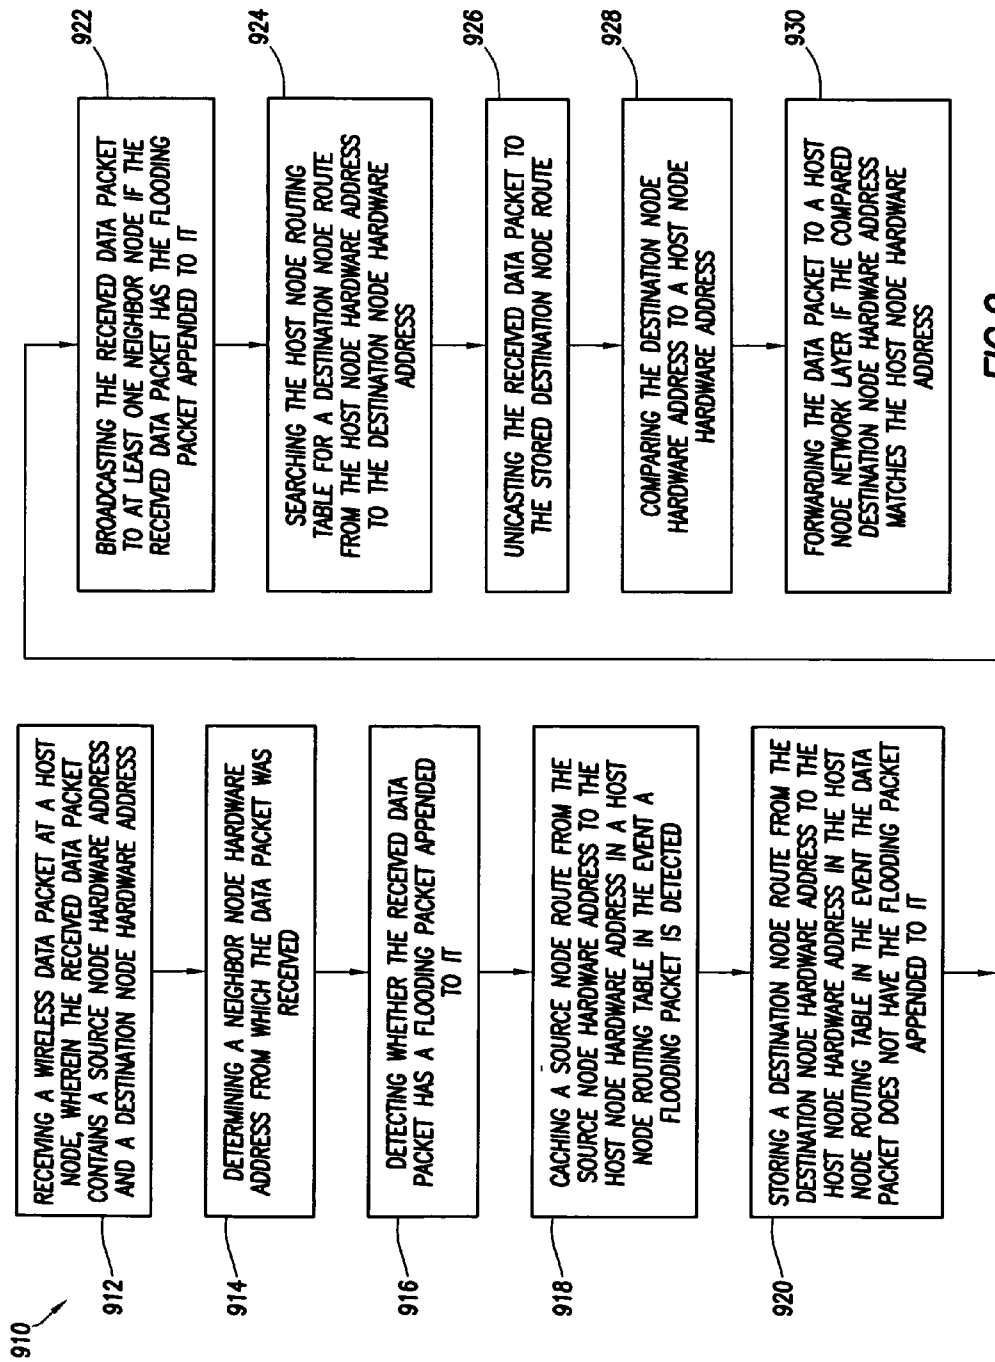 910
912
RECEIVING A WIRELESS DATA PACKET AT A HOST
NODE, WHEREIN THE RECEIVED DATA PACKET
CONTAINS A SOURCE NODE HARDWARE ADDRESS
AND A DESTINATION NODE HARDWARE ADDRESS
914
DETERMINING A NEIGHBOR NODE HARDWARE
ADDRESS FROM WHICH THE DATA PACKET WAS
RECEIVED
916
DETECTING WHETHER THE RECEIVED DATA
PACKET HAS A FLOODING PACKET APPENDED
TO IT
918
CACHING A SOURCE NODE ROUTE FROM THE
SOURCE NODE HARDWARE ADDRESS TO THE
HOST NODE HARDWARE ADDRESS IN A HOST
NODE ROUTING TABLE IN THE EVENT A
FLOODING PACKET IS DETECTED
920
STORING A DESTINATION NODE ROUTE FROM THE
DESTINATION NODE HARDWARE ADDRESS TO THE
HOST NODE HARDWARE ADDRESS IN THE HOST
NODE ROUTING TABLE IN THE EVENT THE DATA
PACKET DOES NOT HAVE THE FLOODING PACKET
APPENDED TO IT
922
BROADCASTING THE RECEIVED DATA PACKET
TO AT LEAST ONE NEIGHBOR NODE IF THE
RECEIVED DATA PACKET HAS THE FLOODING
PACKET APPENDED TO IT
924
SEARCHING THE HOST NODE ROUTING
TABLE FOR A DESTINATION NODE ROUTE
FROM THE HOST NODE HARDWARE ADDRESS
TO THE DESTINATION NODE HARDWARE
ADDRESS
926
UNICASTING THE RECEIVED DATA PACKET TO
THE STORED DESTINATION NODE ROUTE
928
COMPARING THE DESTINATION NODE
HARDWARE ADDRESS TO A HOST NODE
HARDWARE ADDRESS
930
FORWARDING THE DATA PACKET TO A HOST
NODE NETWORK LAYER IF THE COMPARED
DESTINATION NODE HARDWARE ADDRESS
MATCHES THE HOST NODE HARDWARE
ADDRESS